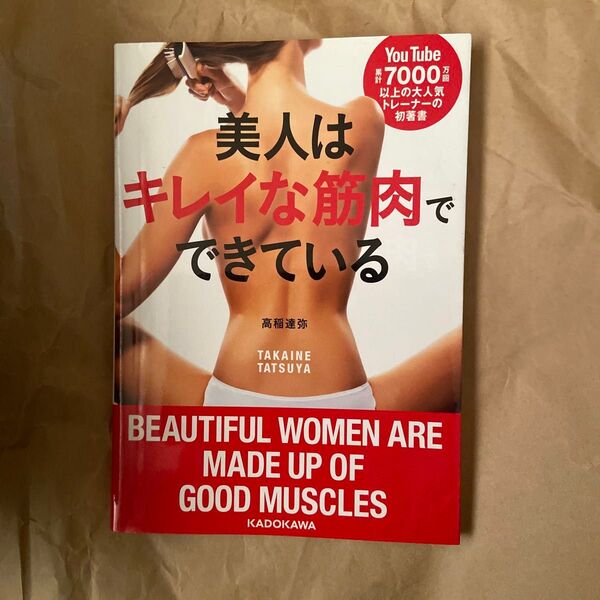 YouTube
累計7000万回
以上の大人気
トレーナーの
初著書
美人は
キレイな筋肉で
できている
高稲達弥
TAKAINE
TATSUYA
BEAUTIFUL WOMEN ARE
MADE UP OF
GOOD MUSCLES
KADOKAWA